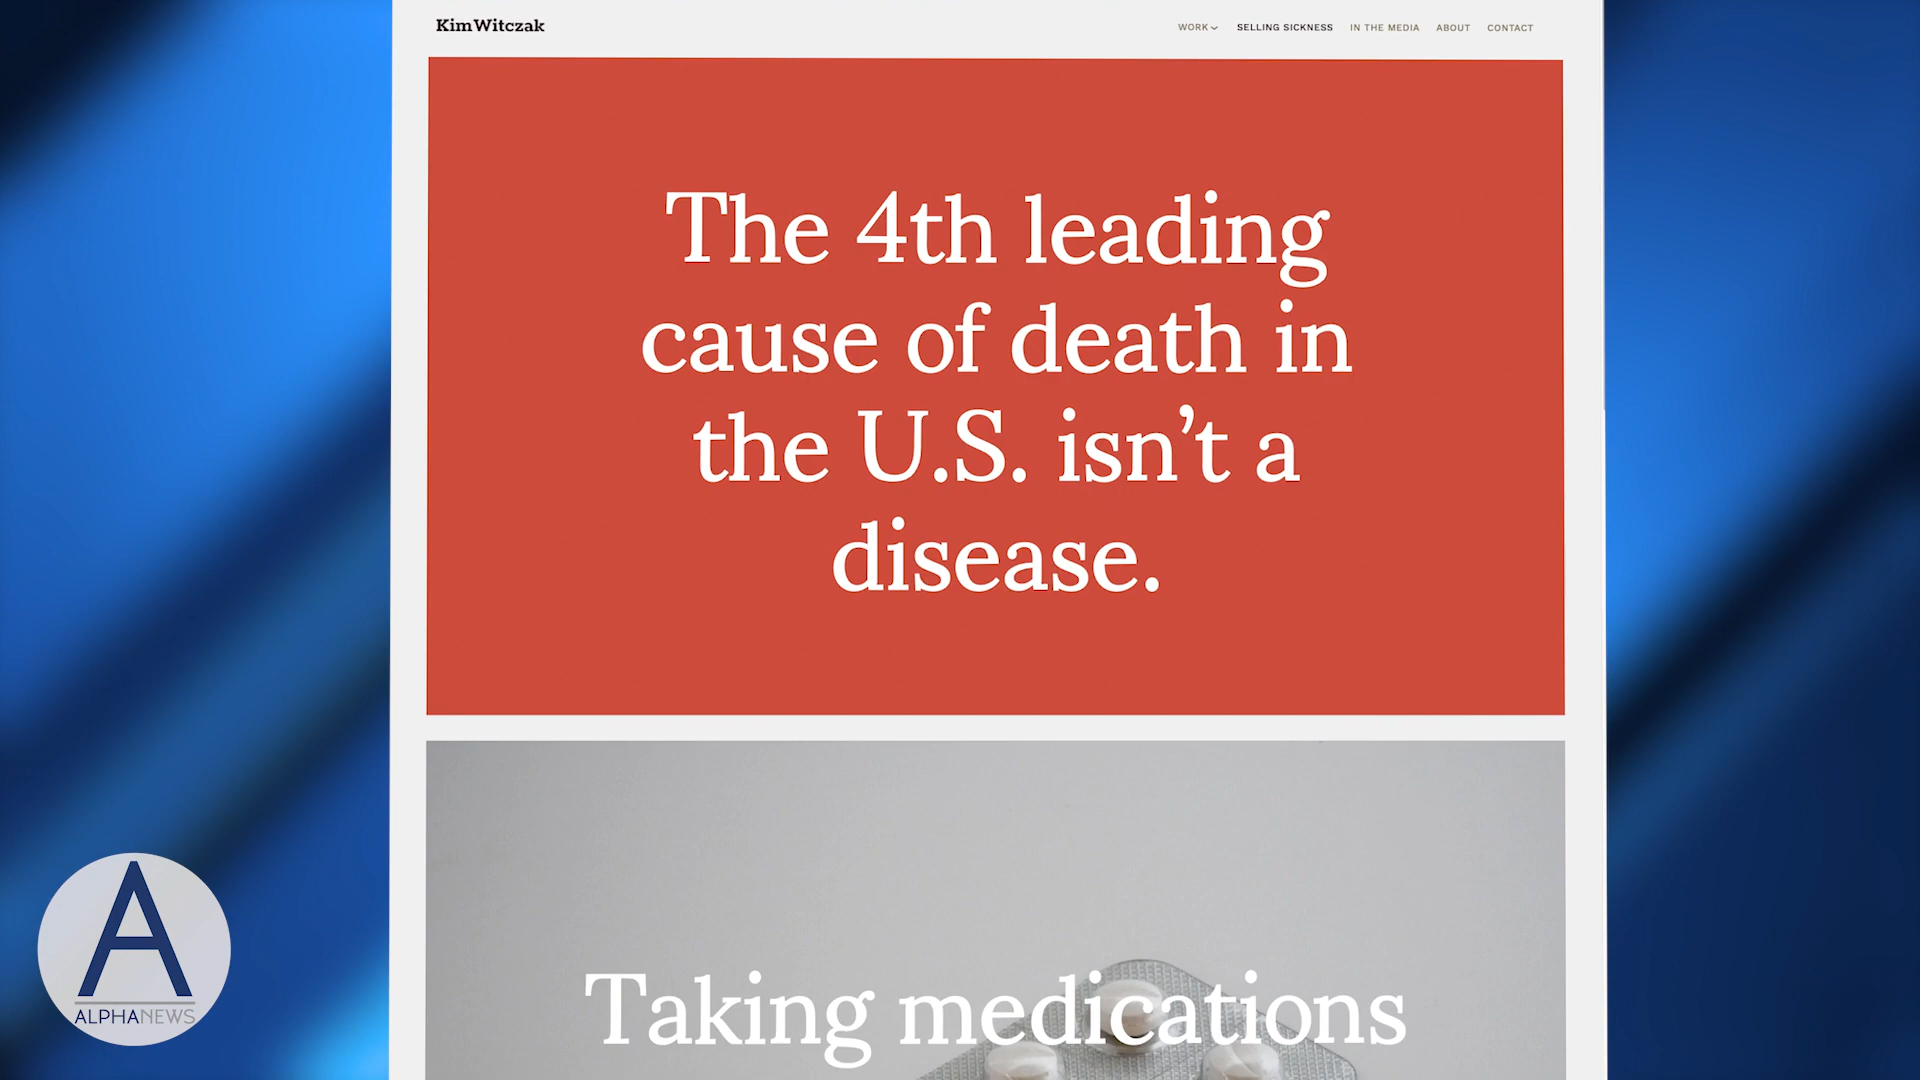 KimWitczak
WORK SELLING SICKNESS IN THE MEDIA ABOUT CONTACT
The 4th leading
cause of death in
the U.S. isn’t a
disease.
Taking medications
A
ALPHANEWS